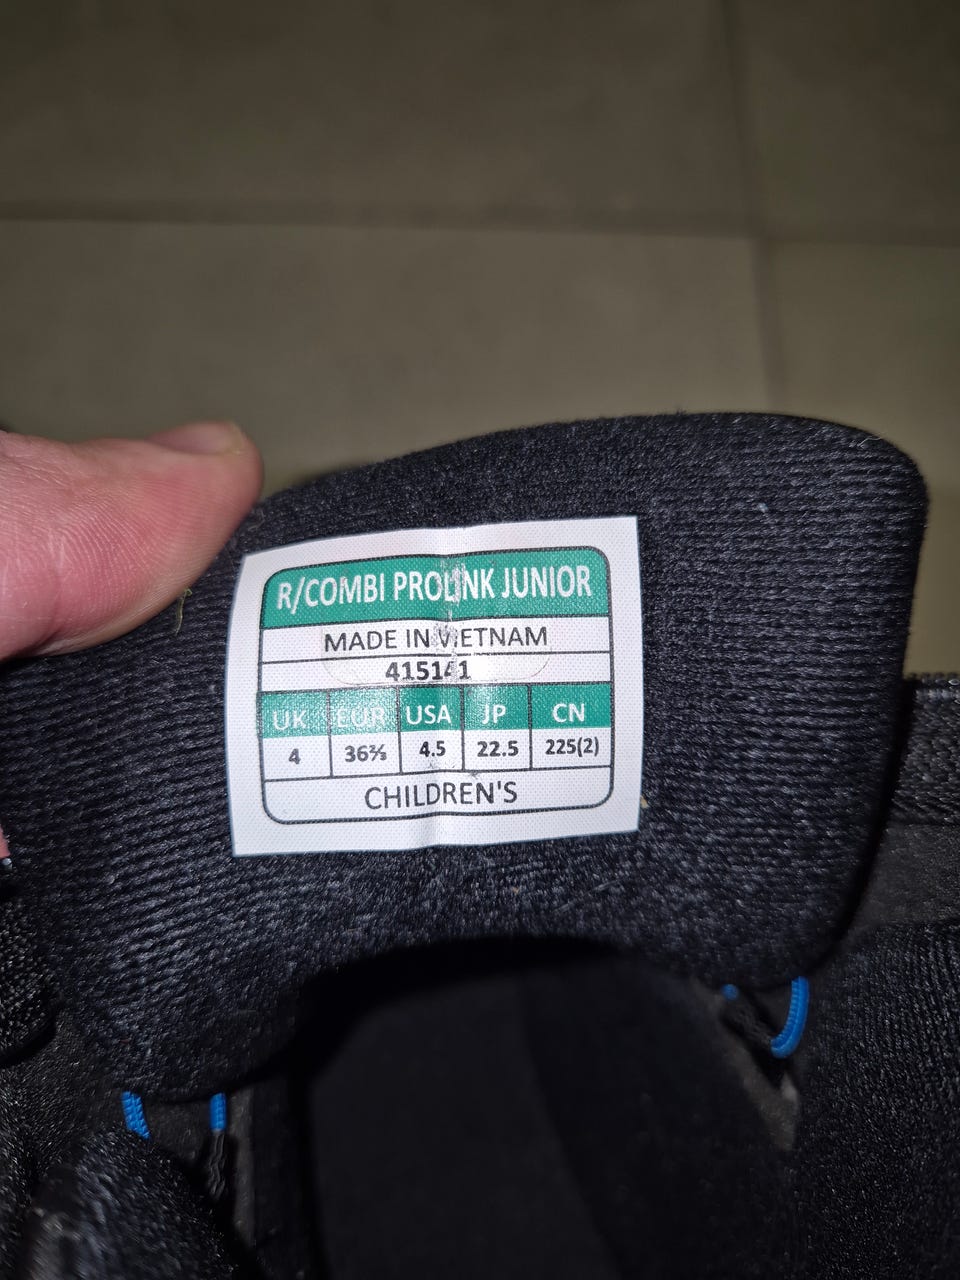 R/COMBI PROLINK JUNIOR
MADE IN VIETNAM
415141
UK EUR USA JP CN
4 36⅔ 4.5 22.5 225(2)
CHILDREN'S